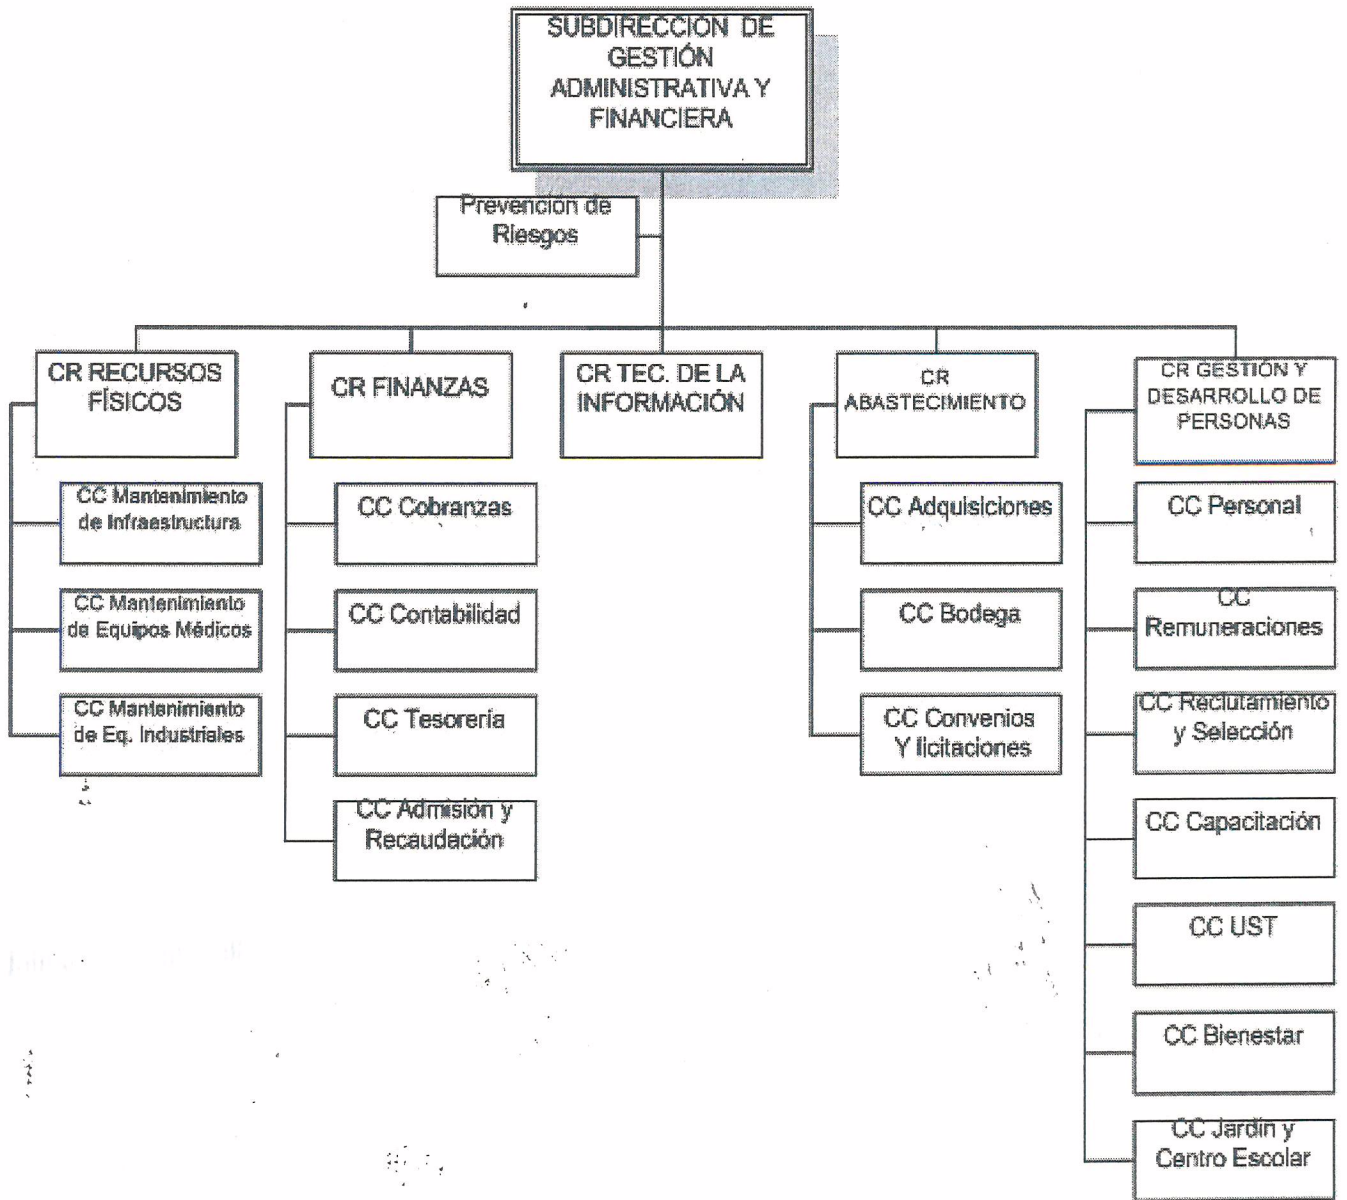 SUBDIRECCIÓN DE
GESTIÓN
ADMINISTRATIVA Y
FINANCIERA
Prevención de
Riesgos
CR RECURSOS
FÍSICOS
CC Mantenimiento
de Infraestructura
CC Mantenimiento
de Equipos Médicos
CC Mantenimiento
de Eq. Industriales
CR FINANZAS
CC Cobranzas
CC Contabilidad
CC Tesorería
CC Admisión y
Recaudación
CR TEC. DE LA
INFORMACIÓN
CR
ABASTECIMIENTO
CC Adquisiciones
CC Bodega
CC Convenios
Y licitaciones
CR GESTIÓN Y
DESARROLLO DE
PERSONAS
CC Personal
CC
Remuneraciones
CC Reclutamiento
y Selección
CC Capacitación
CC UST
CC Bienestar
CC Jardín y
Centro Escolar